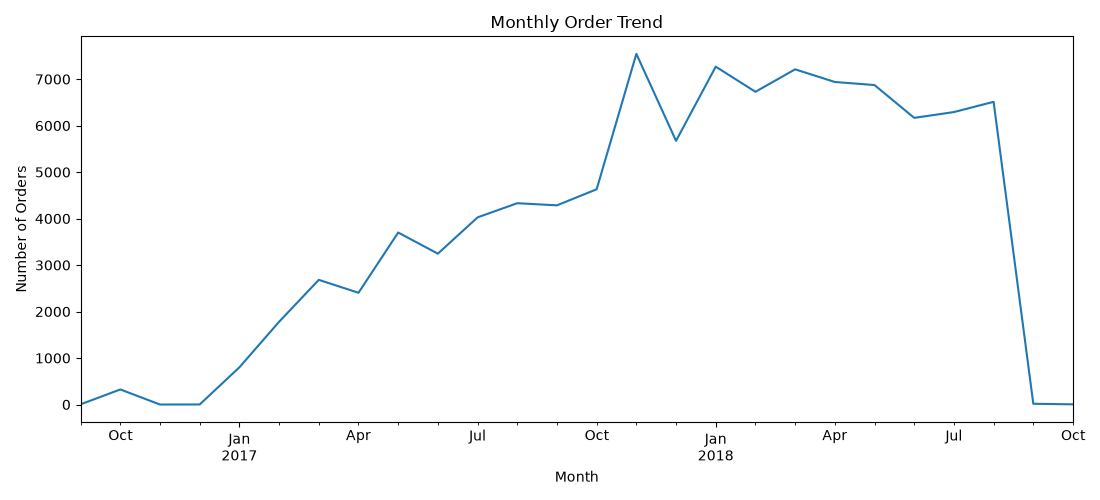 Monthly Order Trend
Number of Orders
7000
6000
5000
4000
3000
2000
1000
0
Oct Jan Apr Jul Oct Jan Apr Jul Oct
2017 2018
Month